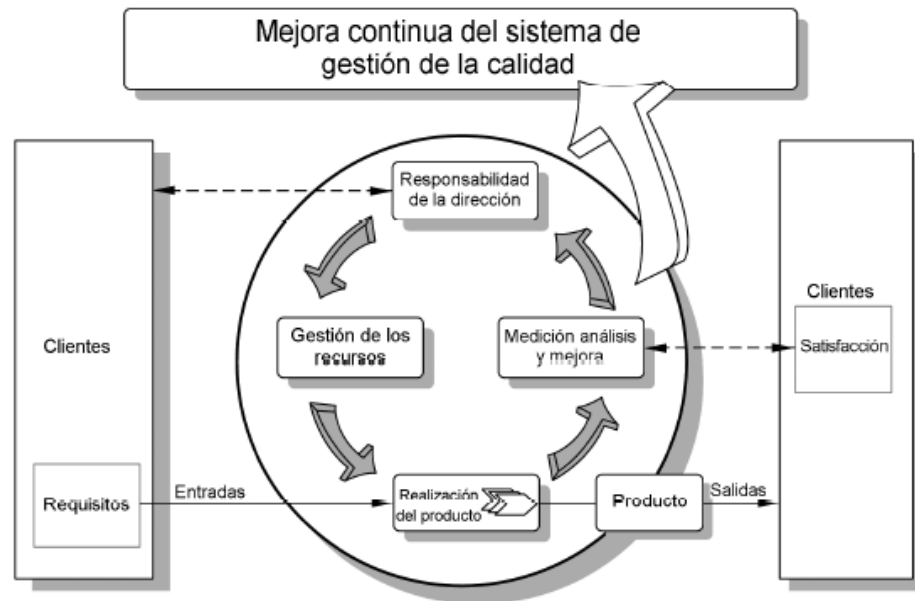 Mejora continua del sistema de
gestión de la calidad
Responsabilidad
de la dirección
Clientes
Gestión de los
recursos
Medición análisis
y mejora
Clientes
Satisfacción
Requisitos
Entradas
Realización
del producto
Producto
Salidas